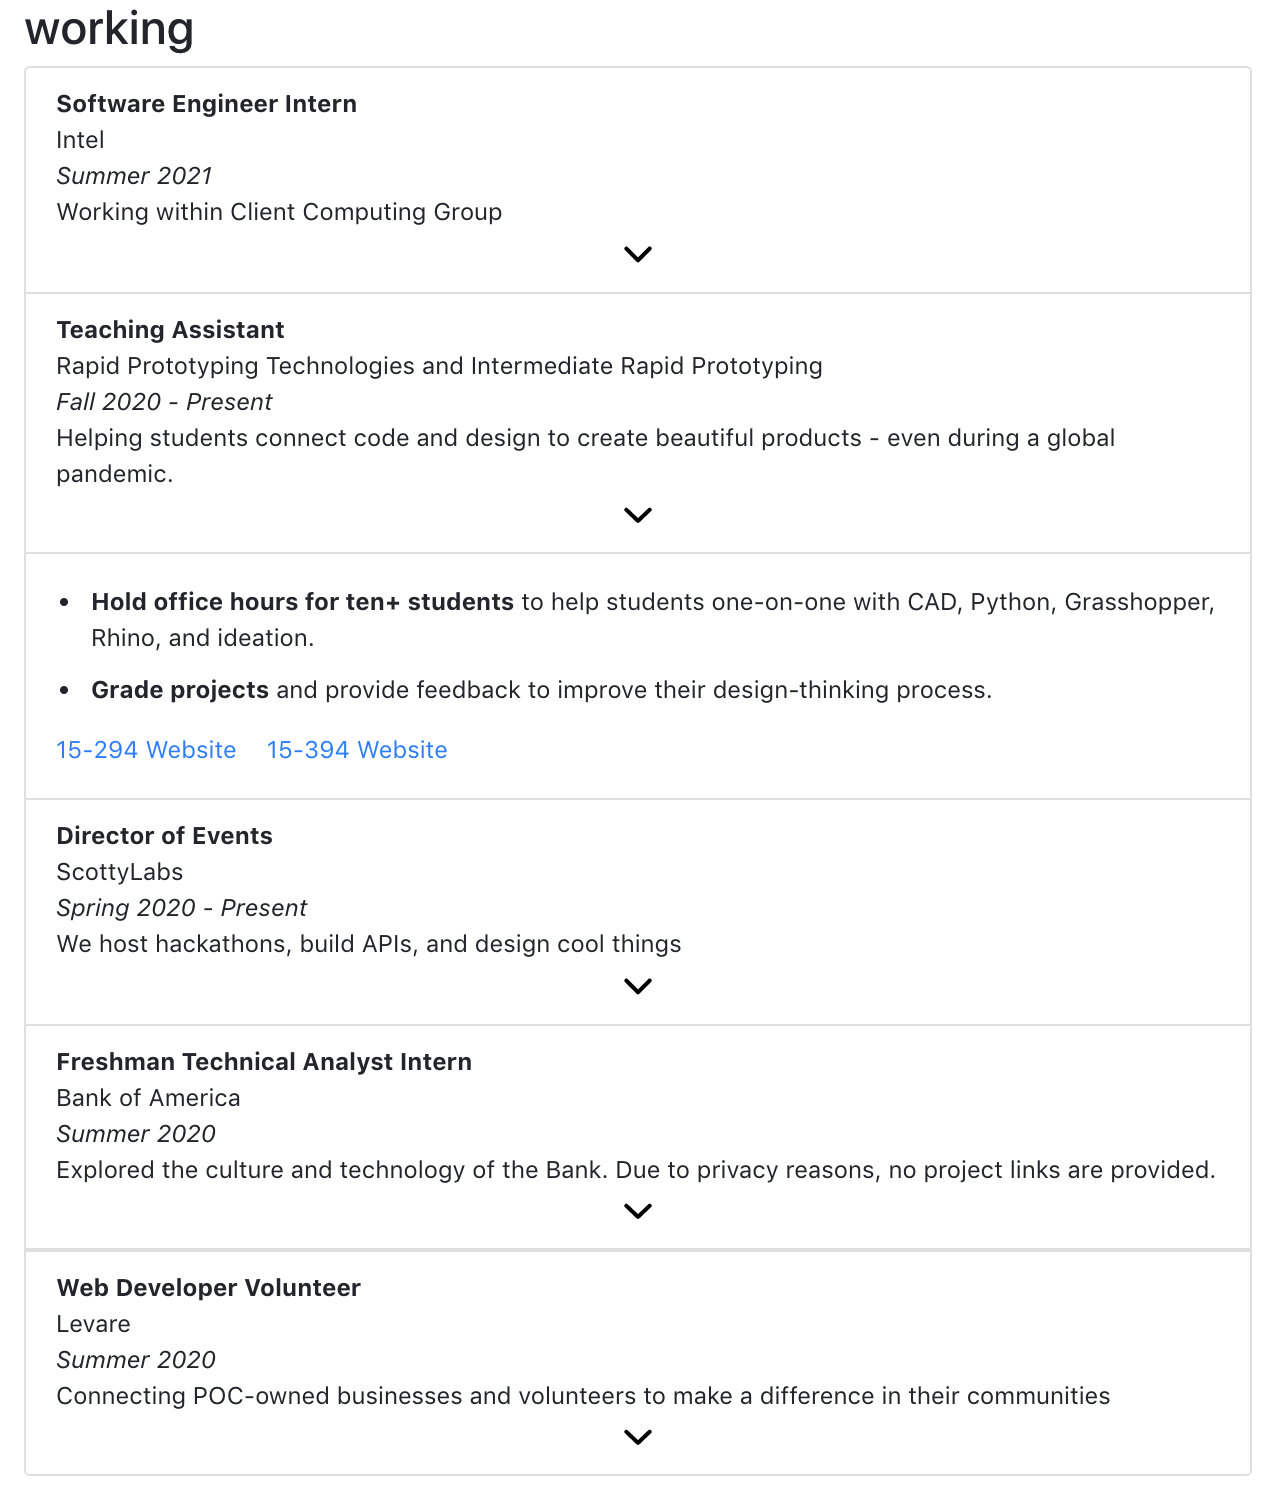 working
Software Engineer Intern
Intel
Summer 2021
Working within Client Computing Group
Teaching Assistant
Rapid Prototyping Technologies and Intermediate Rapid Prototyping
Fall 2020 - Present
Helping students connect code and design to create beautiful products - even during a global
pandemic.
• Hold office hours for ten+ students to help students one-on-one with CAD, Python, Grasshopper,
Rhino, and ideation.
• Grade projects and provide feedback to improve their design-thinking process.
15-294 Website 15-394 Website
Director of Events
ScottyLabs
Spring 2020 - Present
We host hackathons, build APIs, and design cool things
Freshman Technical Analyst Intern
Bank of America
Summer 2020
Explored the culture and technology of the Bank. Due to privacy reasons, no project links are provided.
Web Developer Volunteer
Levare
Summer 2020
Connecting POC-owned businesses and volunteers to make a difference in their communities